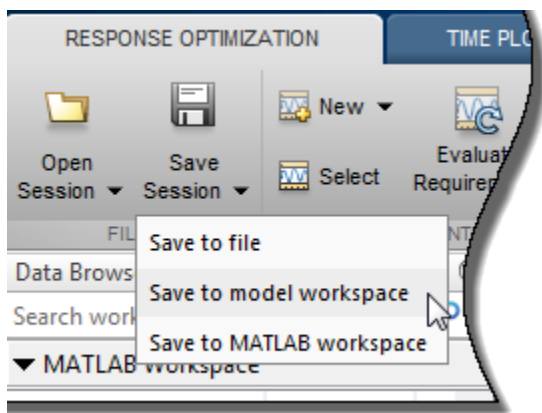 RESPONSE OPTIMIZATION TIME PLO
New
Open Session Save Session Select Evaluat
Requirem
FIL NT
Save to file
Data Brows
Save to model workspace
Search work
Save to MATLAB workspace
MATLAB Workspace